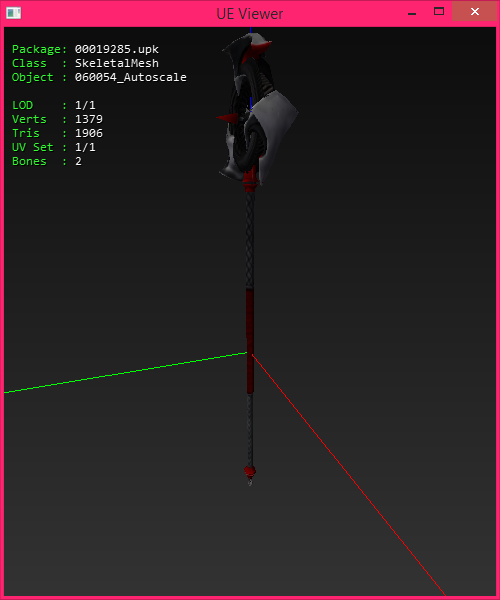 UE Viewer
Package: 00019285.upk
Class  : SkeletalMesh
Object : 060054_Autoscale
LOD    : 1/1
Verts  : 1379
Tris   : 1906
UV Set : 1/1
Bones  : 2